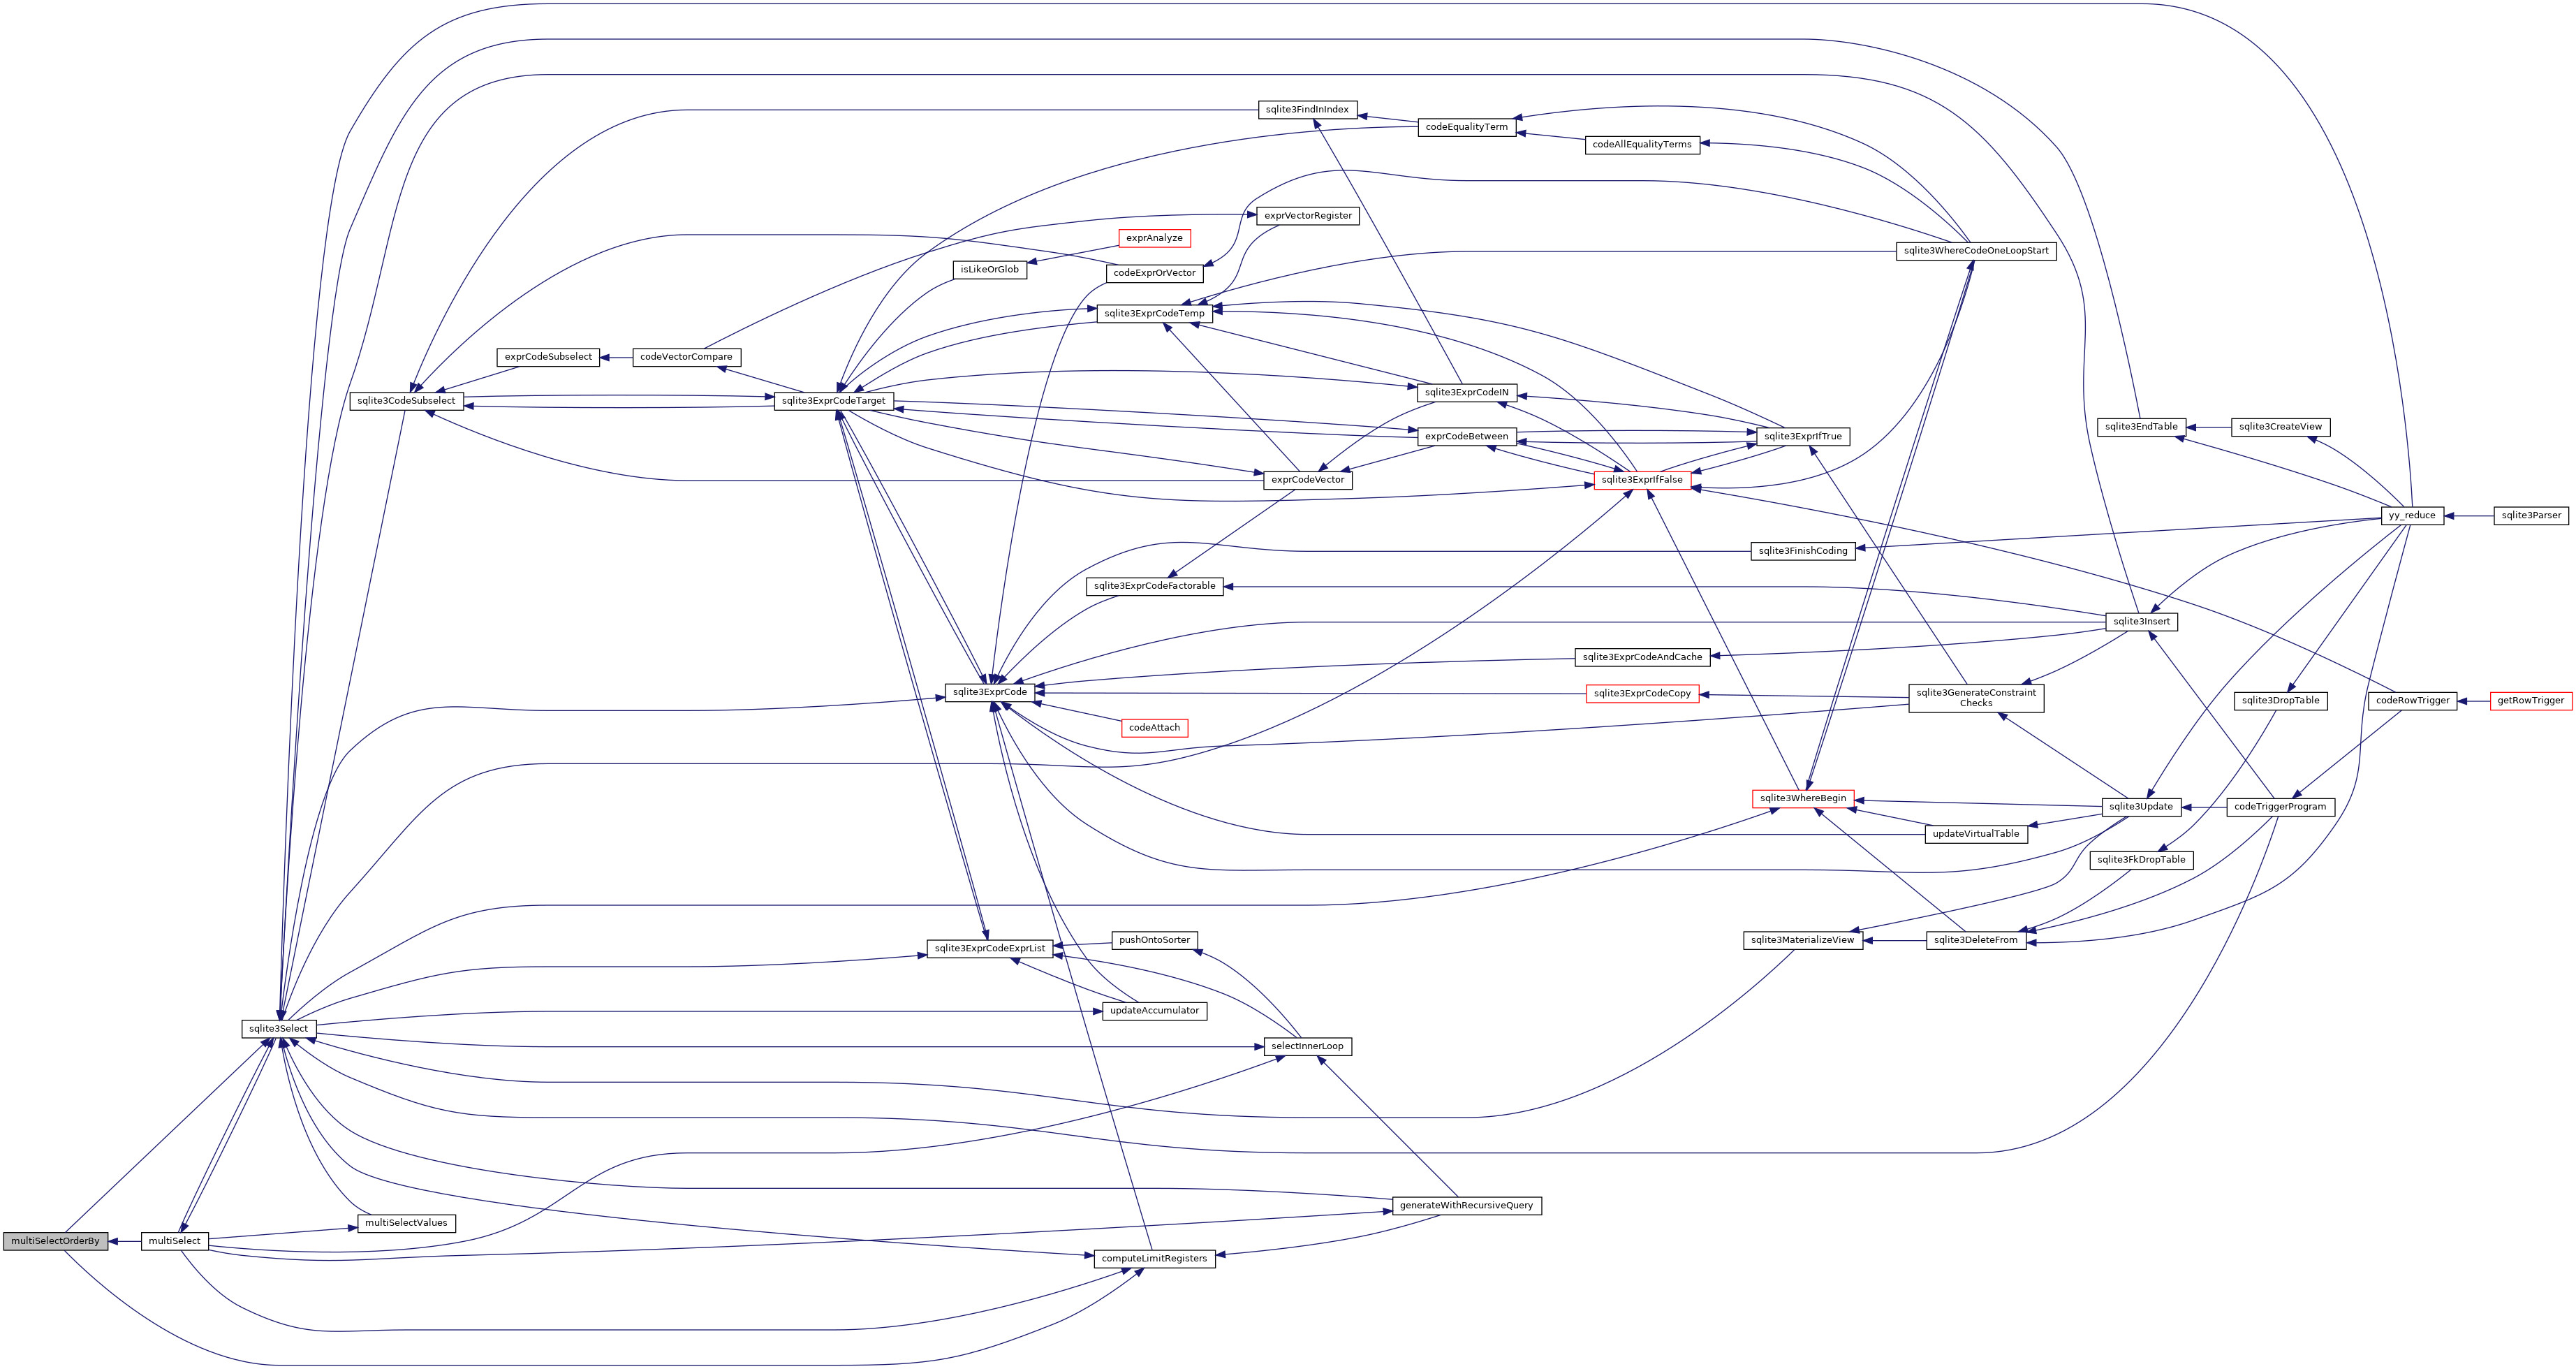 sqlite3FindInIndex
codeEqualityTerm
codeAllEqualityTerms
exprVectorRegister
exprAnalyze
sqlite3WhereCodeOneLoopStart
isLikeOrGlob
codeExprOrVector
sqlite3ExprCodeTemp
exprCodeSubselect
codeVectorCompare
sqlite3ExprCodeIN
sqlite3CodeSubselect
sqlite3ExprCodeTarget
sqlite3EndTable
sqlite3CreateView
exprCodeBetween
sqlite3ExprIfTrue
exprCodeVector
sqlite3ExprIfFalse
yy_reduce
sqlite3Parser
sqlite3FinishCoding
sqlite3ExprCodeFactorable
sqlite3Insert
sqlite3ExprCodeAndCache
sqlite3ExprCode
sqlite3ExprCodeCopy
sqlite3GenerateConstraint
Checks
sqlite3DropTable
codeRowTrigger
getRowTrigger
codeAttach
sqlite3WhereBegin
sqlite3Update
codeTriggerProgram
updateVirtualTable
sqlite3FkDropTable
sqlite3ExprCodeExprList
pushOntoSorter
sqlite3MaterializeView
sqlite3DeleteFrom
updateAccumulator
sqlite3Select
selectInnerLoop
generateWithRecursiveQuery
multiSelectValues
multiSelectOrderBy
multiSelect
computeLimitRegisters